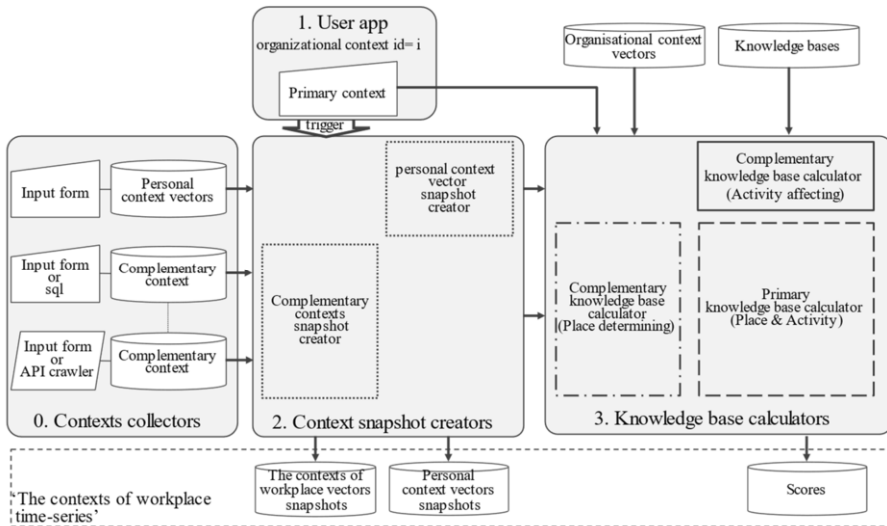 1. User app
organizational context id= i
Primary context
trigger
Organisational context
vectors
Knowledge bases
Input form
Personal
context vectors
Input form
or
sql
Complementary
context
Input form
or
API crawler
Complementary
context
0. Contexts collectors
personal context
vector
snapshot
creator
Complementary
contexts
snapshot
creator
2. Context snapshot creators
Complementary
knowledge base calculator
(Activity affecting)
Complementary
knowledge base
calculator
(Place determining)
Primary
knowledge base calculator
(Place & Activity)
3. Knowledge base calculators
'The contexts of workplace
time-series'
The contexts of
workplace vectors
snapshots
Personal
context vectors
snapshots
Scores